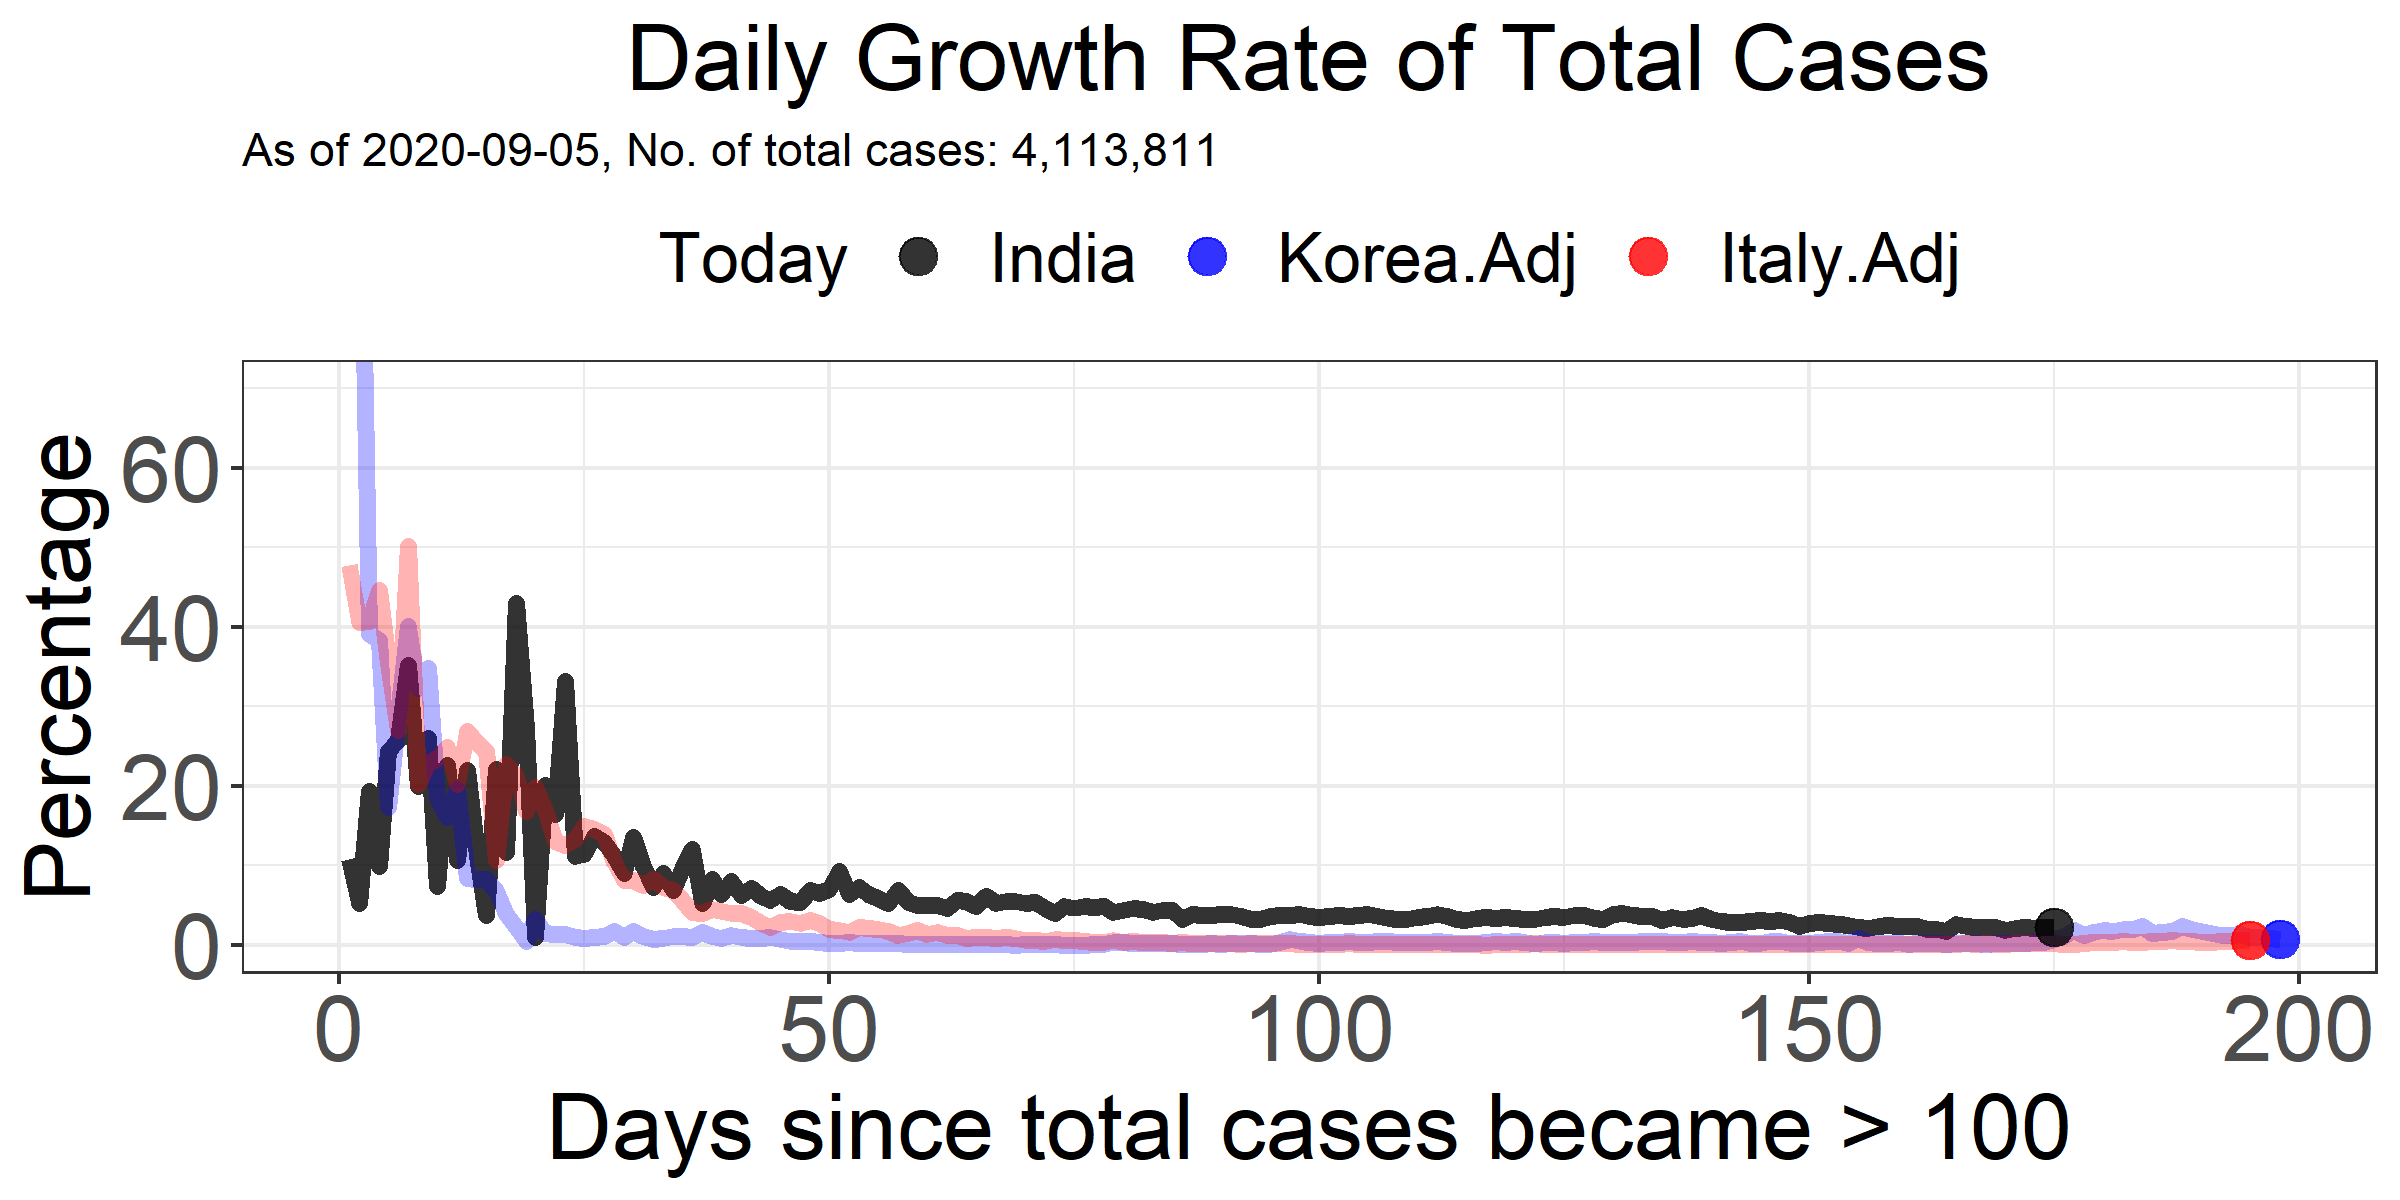 Daily Growth Rate of Total Cases
As of 2020-09-05, No. of total cases: 4,113,811
Today India Korea.Adj Italy.Adj
Percentage
60
40
20
0
0 50 100 150 200
Days since total cases became > 100